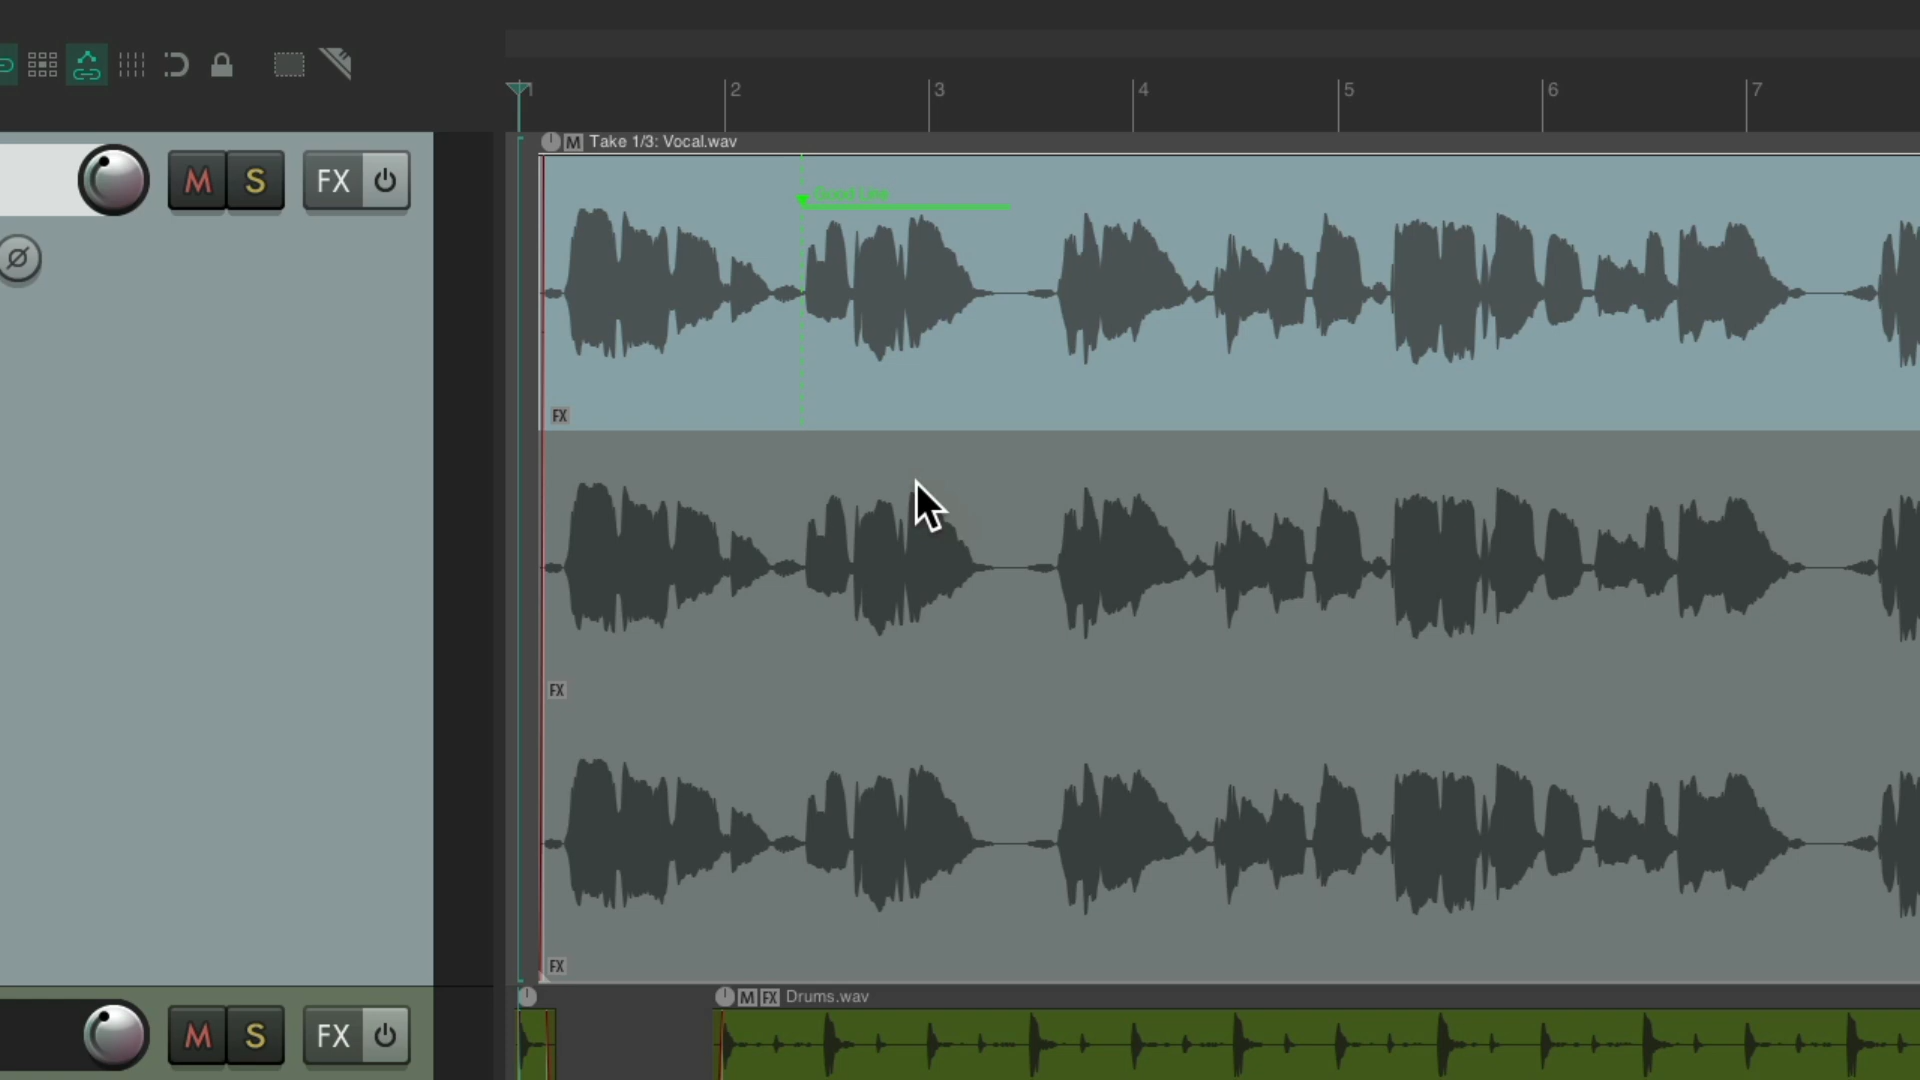 1 2 3 4 5 6 7
M Take 1/3: Vocal.wav
M S FX
FX
FX
FX
M FX Drums.wav
M S FX